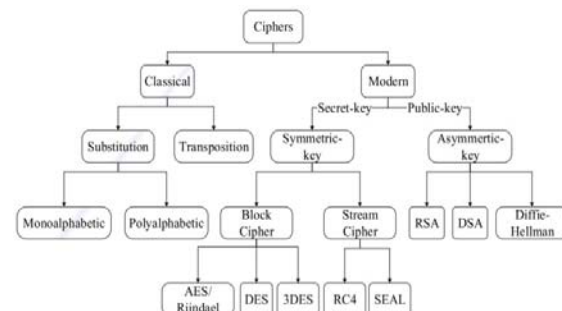 Ciphers
Classical
Modern
Secret-key
Public-key
Substitution
Transposition
Symmetric-
key
Asymmertic-
key
Monoalphabetic
Polyalphabetic
Block
Cipher
Stream
Cipher
RSA
DSA
Diffie-
Hellman
AES/
Rijndael
DES
3DES
RC4
SEAL